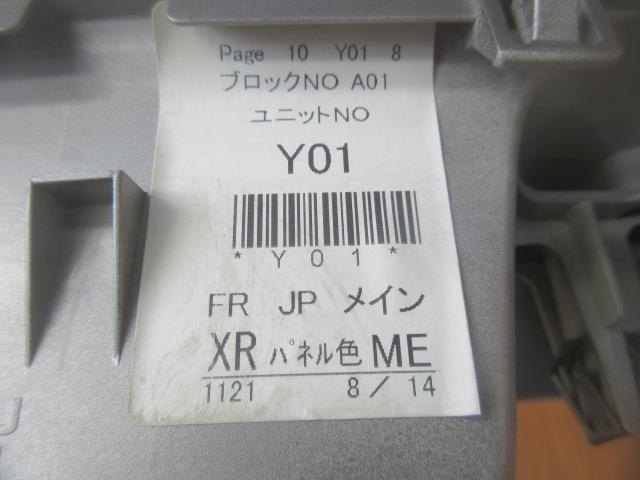 Page 10 Y01 8
ブロックNO A01
ユニットNO
Y01
*Y01*
FR JP メイン
XR パネル色 ME
1121 8/14